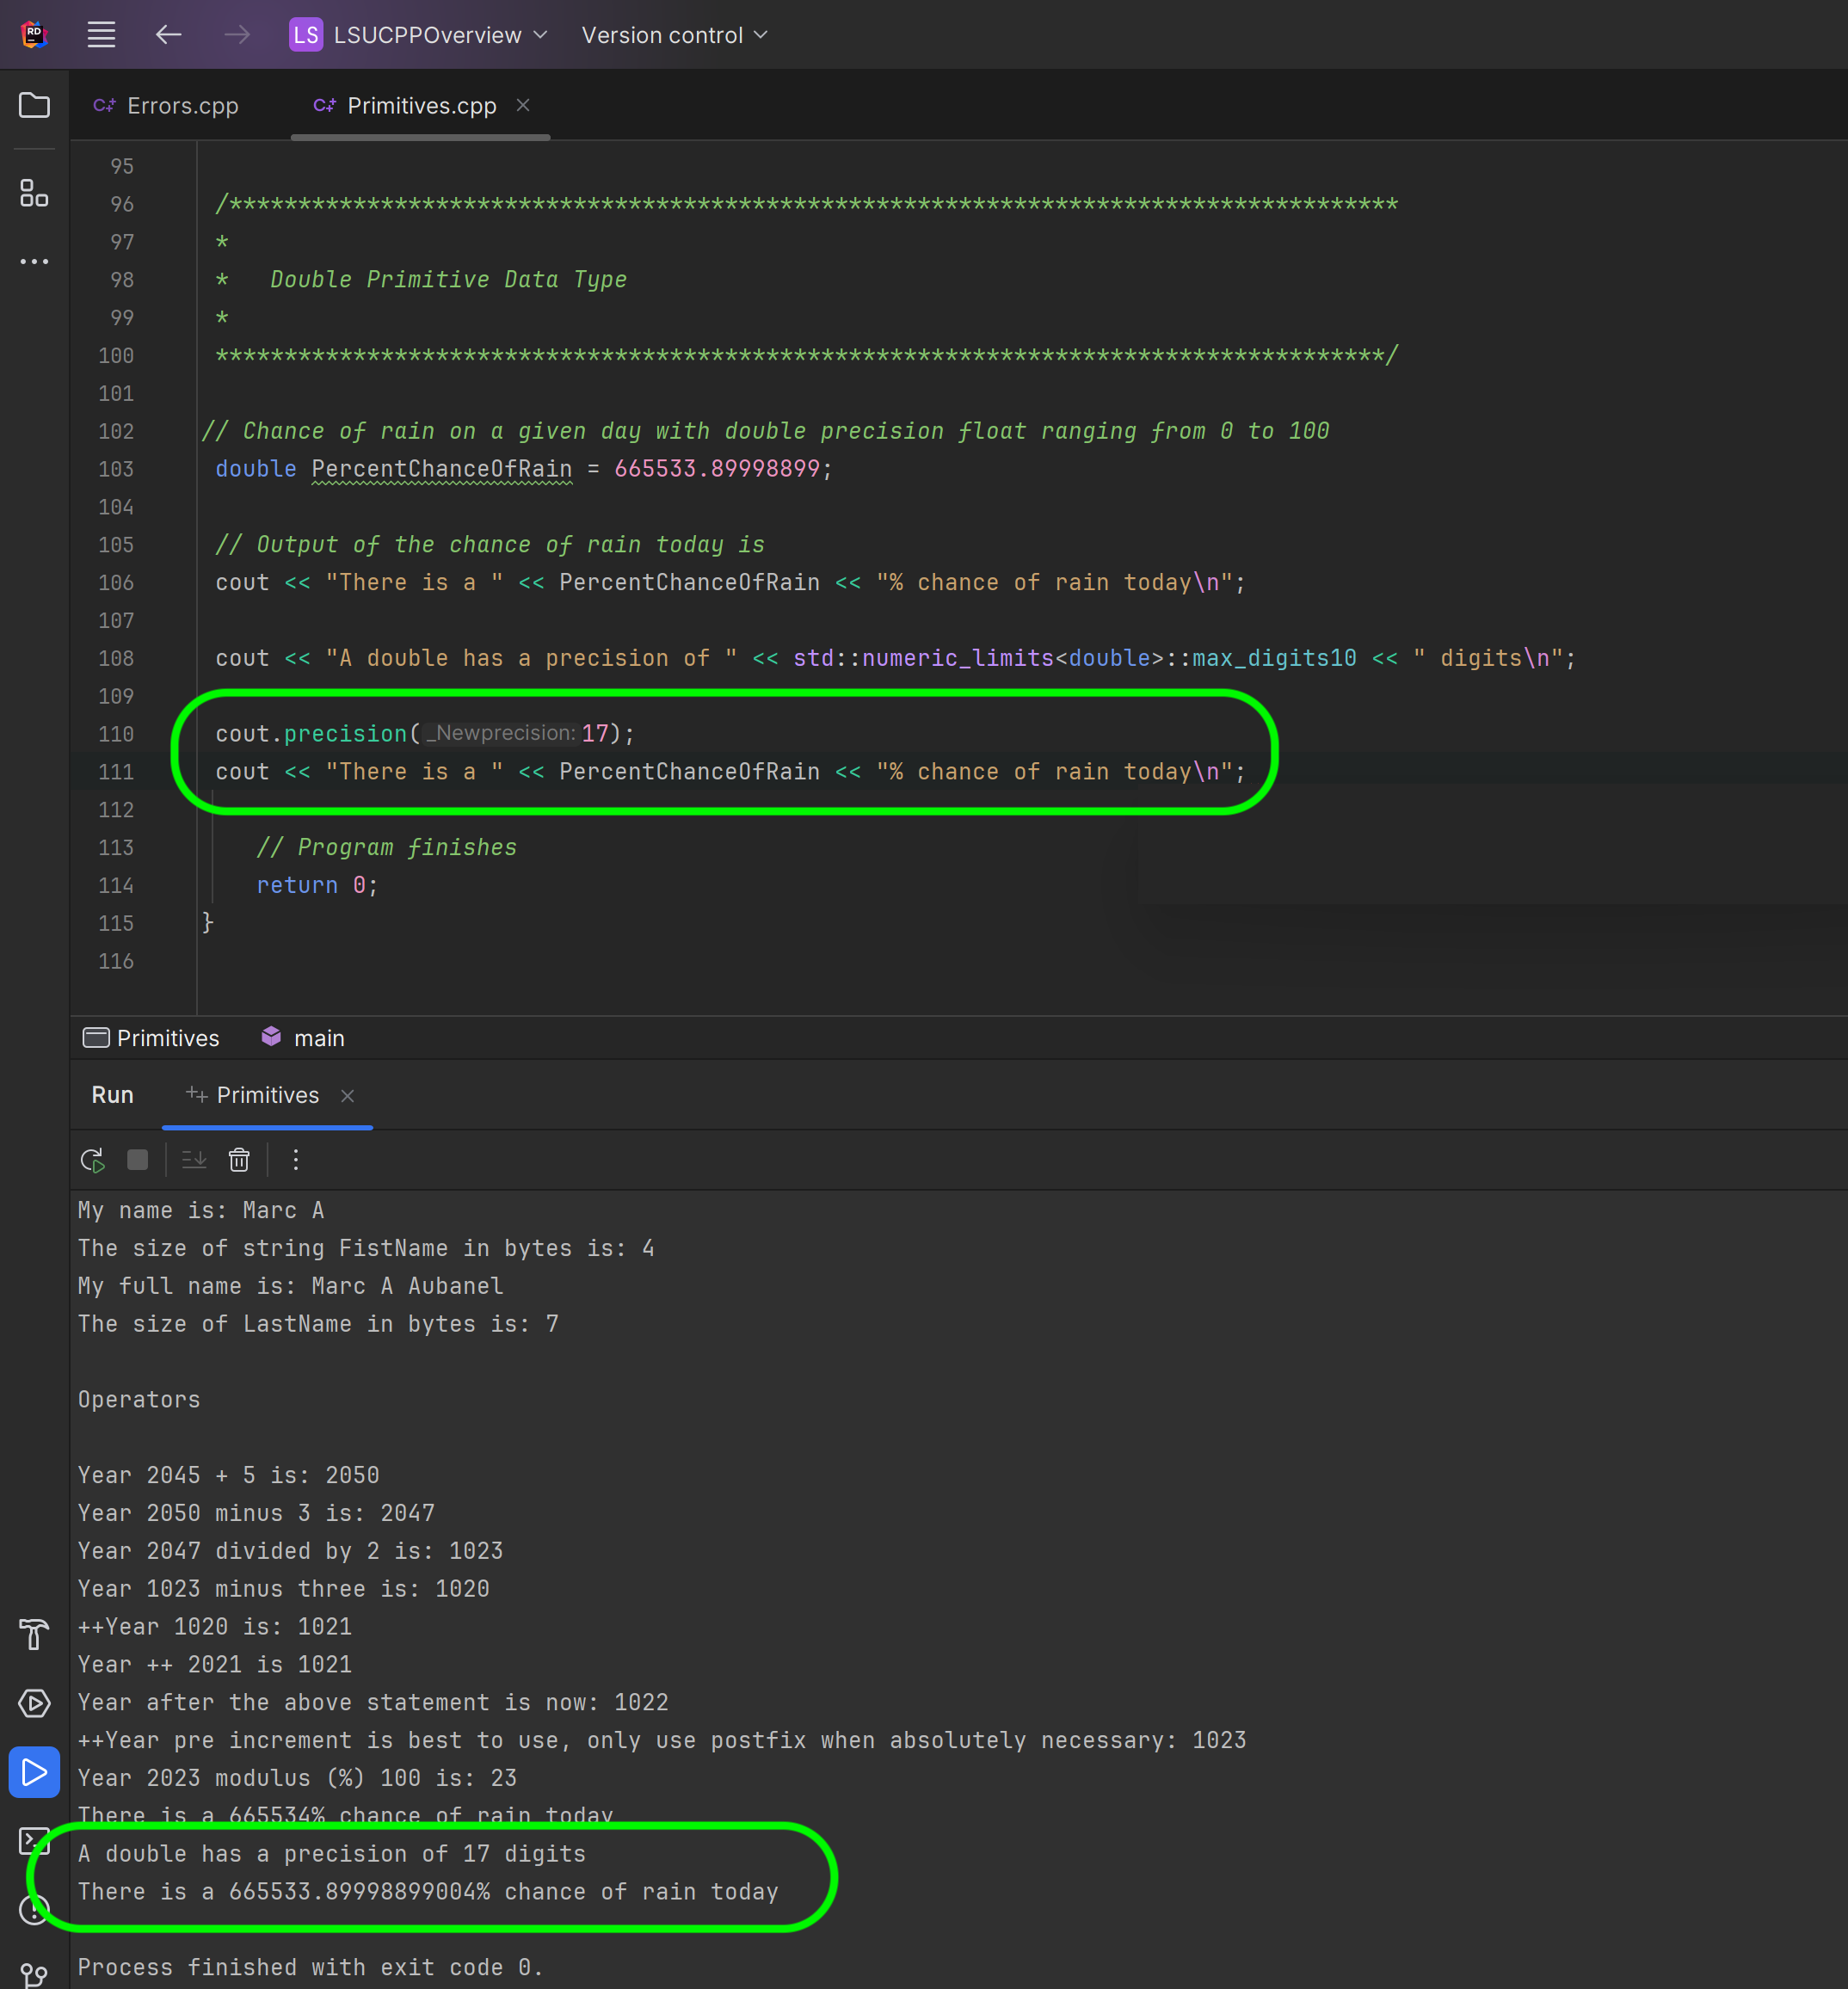 RD LS LSUCPPOverview Version control
C++ Errors.cpp C++ Primitives.cpp
95
96 /*************************************************************************************
97 *
98 * Double Primitive Data Type
99 *
100 *************************************************************************************/
101
102 // Chance of rain on a given day with double precision float ranging from 0 to 100
103 double PercentChanceOfRain = 665533.89998899;
104
105 // Output of the chance of rain today is
106 cout << "There is a " << PercentChanceOfRain << "% chance of rain today\n";
107
108 cout << "A double has a precision of " << std::numeric_limits<double>::max_digits10 << " digits\n";
109
110 cout.precision(_Newprecision:17);
111 cout << "There is a " << PercentChanceOfRain << "% chance of rain today\n";
112
113 // Program finishes
114 return 0;
115 }
116
Primitives main
Run Primitives
My name is: Marc A
The size of string FistName in bytes is: 4
My full name is: Marc A Aubanel
The size of LastName in bytes is: 7
Operators
Year 2045 + 5 is: 2050
Year 2050 minus 3 is: 2047
Year 2047 divided by 2 is: 1023
Year 1023 minus three is: 1020
++Year 1020 is: 1021
Year ++ 2021 is 1021
Year after the above statement is now: 1022
++Year pre increment is best to use, only use postfix when absolutely necessary: 1023
Year 2023 modulus (%) 100 is: 23
There is a 665534% chance of rain today
A double has a precision of 17 digits
There is a 665533.89998899004% chance of rain today
Process finished with exit code 0.